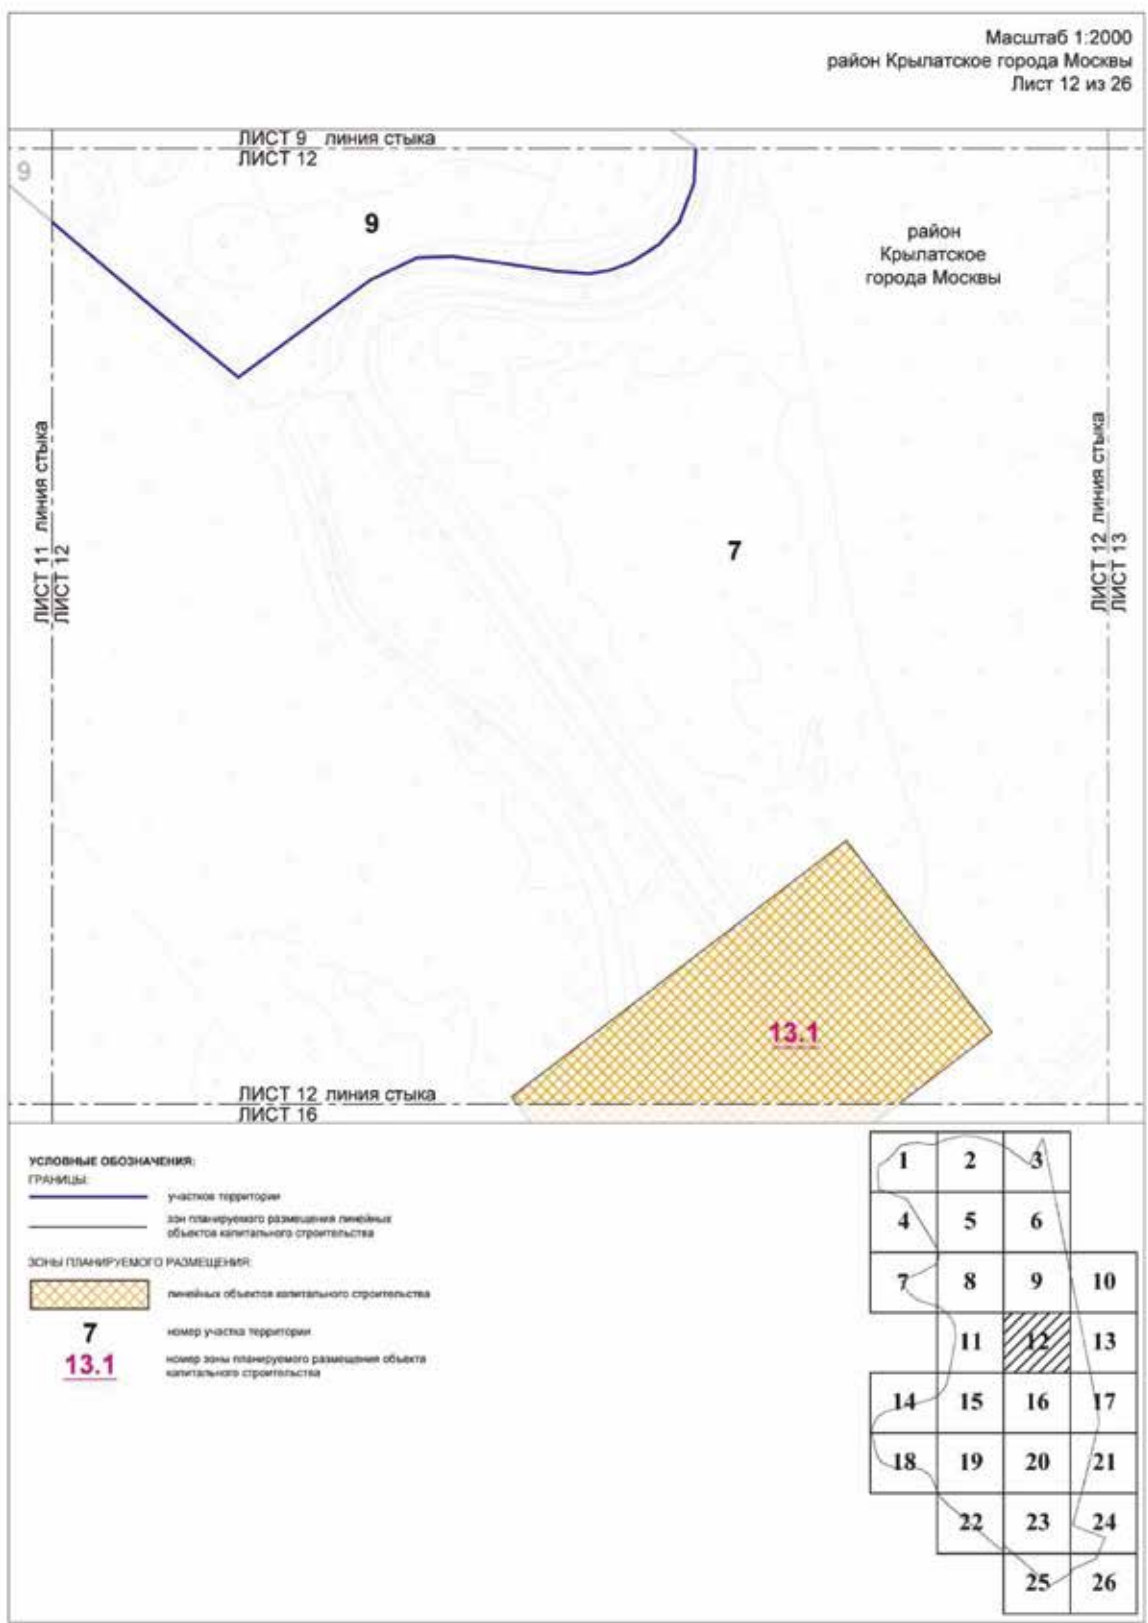 Масштаб 1:2000
район Крылатское города Москвы
Лист 12 из 26
ЛИСТ 9 линия стыка
ЛИСТ 12
9
9
район
Крылатское
города Москвы
ЛИСТ 11 линия стыка
ЛИСТ 12
7
ЛИСТ 12 линия стыка
ЛИСТ 13
13.1
ЛИСТ 12 линия стыка
ЛИСТ 16
УСЛОВНЫЕ ОБОЗНАЧЕНИЯ:
ГРАНИЦЫ:
участков территории
зон планируемого размещения линейных
объектов капитального строительства
ЗОНЫ ПЛАНИРУЕМОГО РАЗМЕЩЕНИЯ:
линейных объектов капитального строительства
7 номер участка территории
13.1 номер зоны планируемого размещения объекта
капитального строительства
1 2 3
4 5 6
7 8 9 10
11 12 13
14 15 16 17
18 19 20 21
22 23 24
25 26